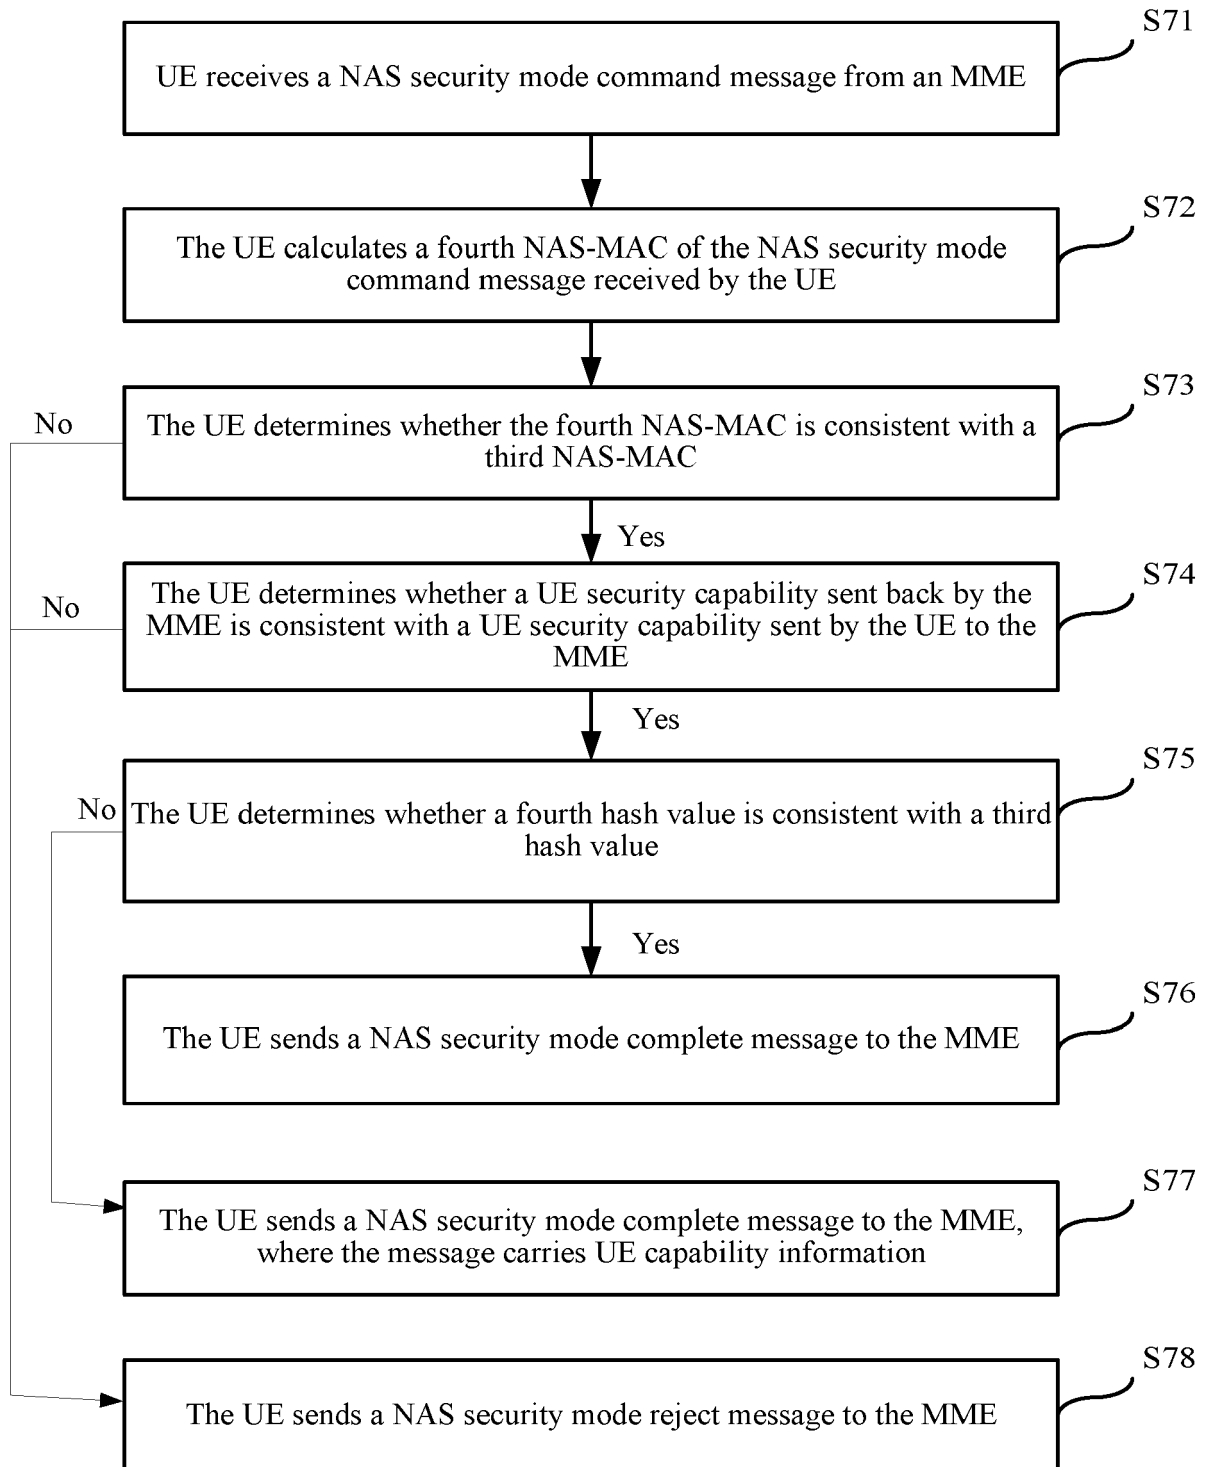 S71
UE receives a NAS security mode command message from an MME
S72
The UE calculates a fourth NAS-MAC of the NAS security mode
command message received by the UE
S73
No
The UE determines whether the fourth NAS-MAC is consistent with a
third NAS-MAC
Yes
S74
No
The UE determines whether a UE security capability sent back by the
MME is consistent with a UE security capability sent by the UE to the
MME
Yes
S75
No
The UE determines whether a fourth hash value is consistent with a third
hash value
Yes
S76
The UE sends a NAS security mode complete message to the MME
S77
The UE sends a NAS security mode complete message to the MME,
where the message carries UE capability information
S78
The UE sends a NAS security mode reject message to the MME